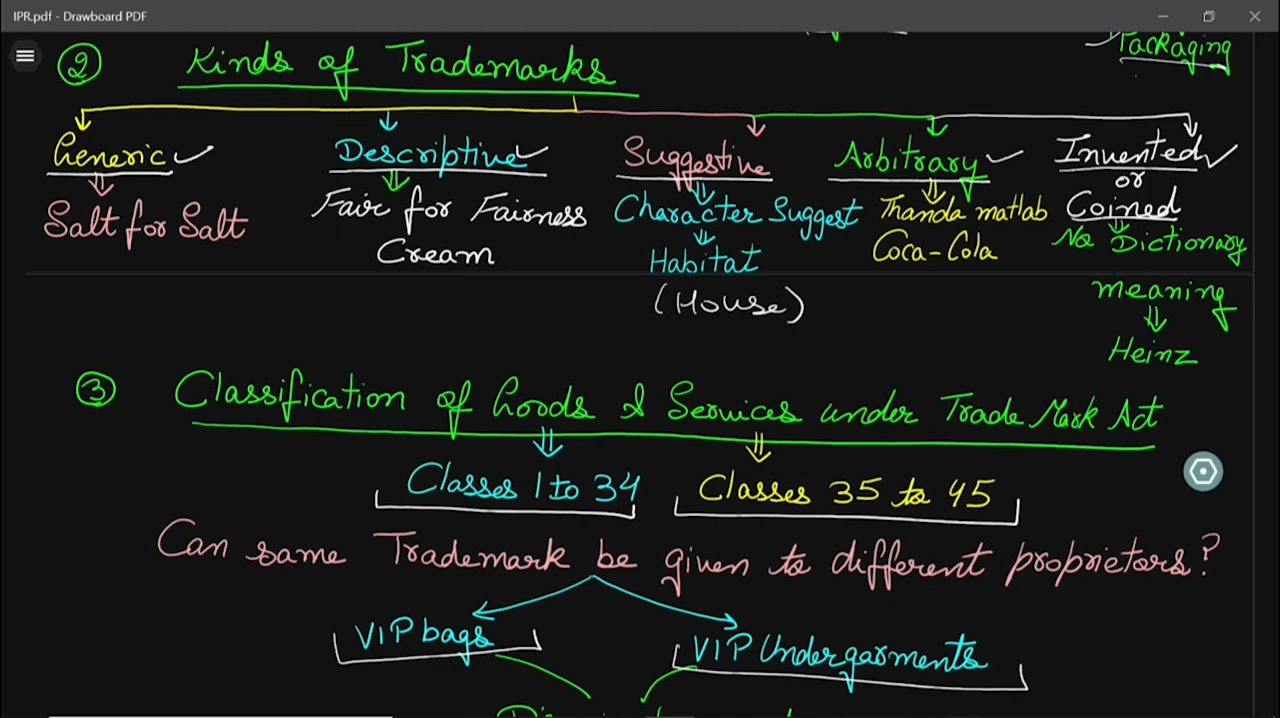 IPR.pdf - Drawboard PDF
Packaging
② Kinds of Trademarks
Generic Descriptive Suggestive Arbitrary Invented
or
Coined
Salt for Salt Fair for Fairness Character Suggest Thanda matlab No Dictionary
Cream Habitat Coca-Cola
(House) meaning
Heinz
③ Classification of Goods & Services under Trade Mark Act
Classes 1 to 34 Classes 35 to 45
Can same Trademark be given to different proprietors?
VIP bags VIP Undergarments